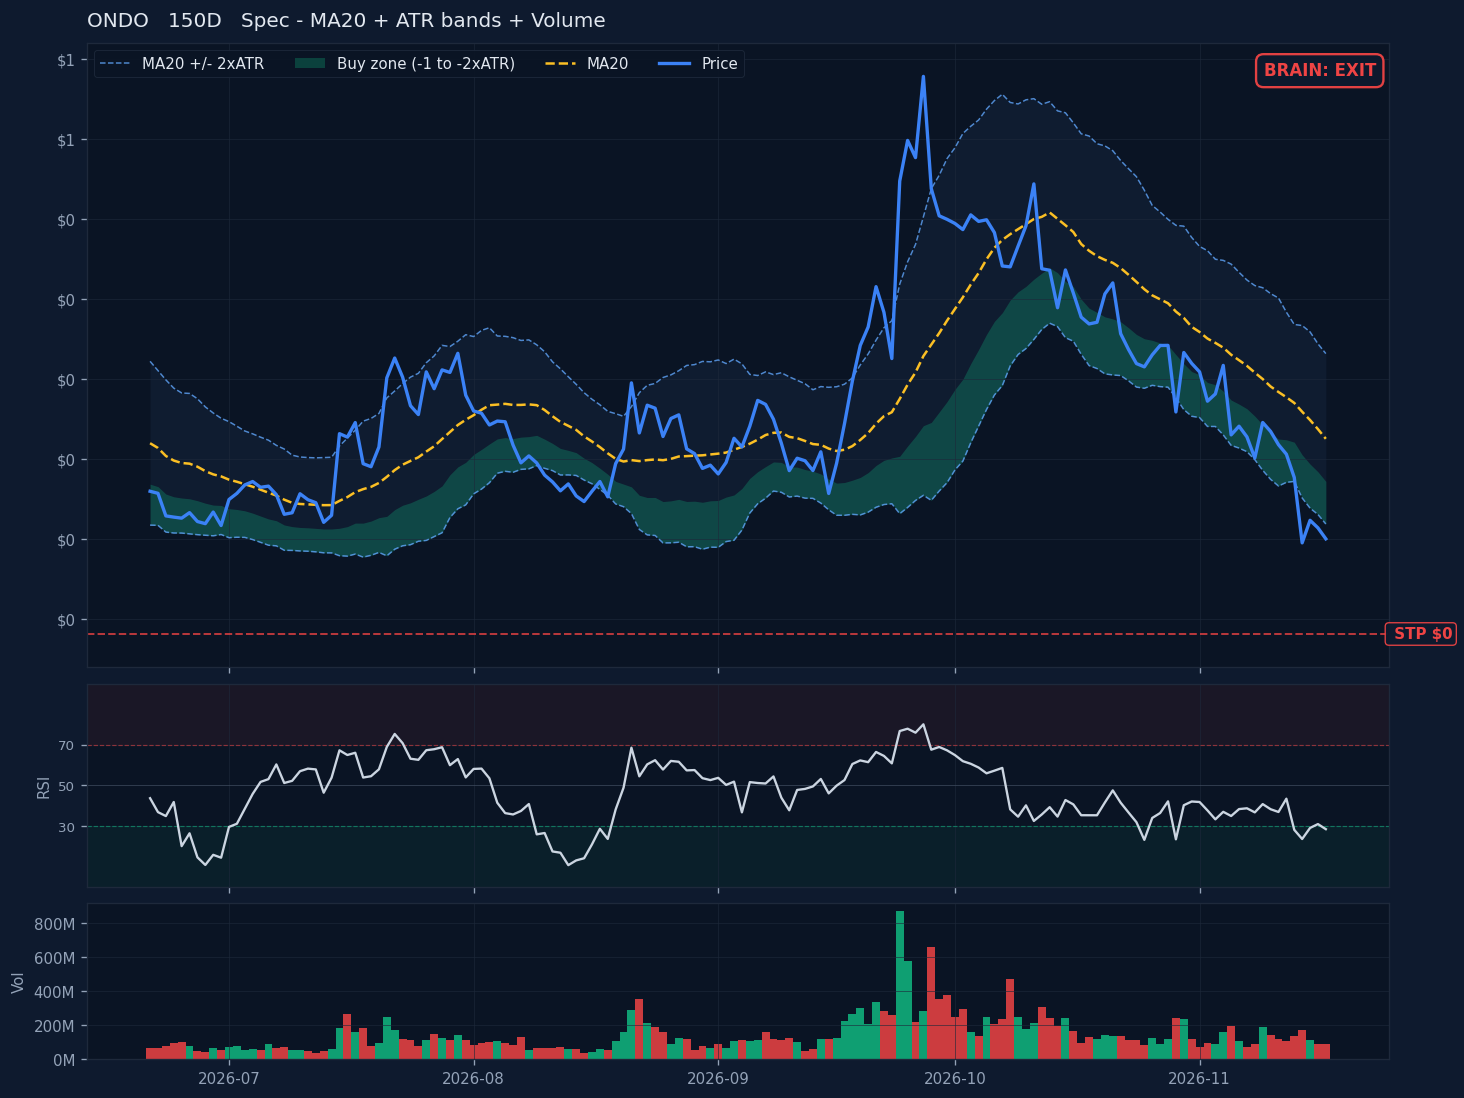 ONDO   150D   Spec - MA20 + ATR bands + Volume
MA20 +/- 2xATR   Buy zone (-1 to -2xATR)   MA20   Price
BRAIN: EXIT
$1
$1
$0
$0
$0
$0
$0
$0
STP $0
RSI
70
50
30
Vol
800M
600M
400M
200M
0M
2026-07   2026-08   2026-09   2026-10   2026-11